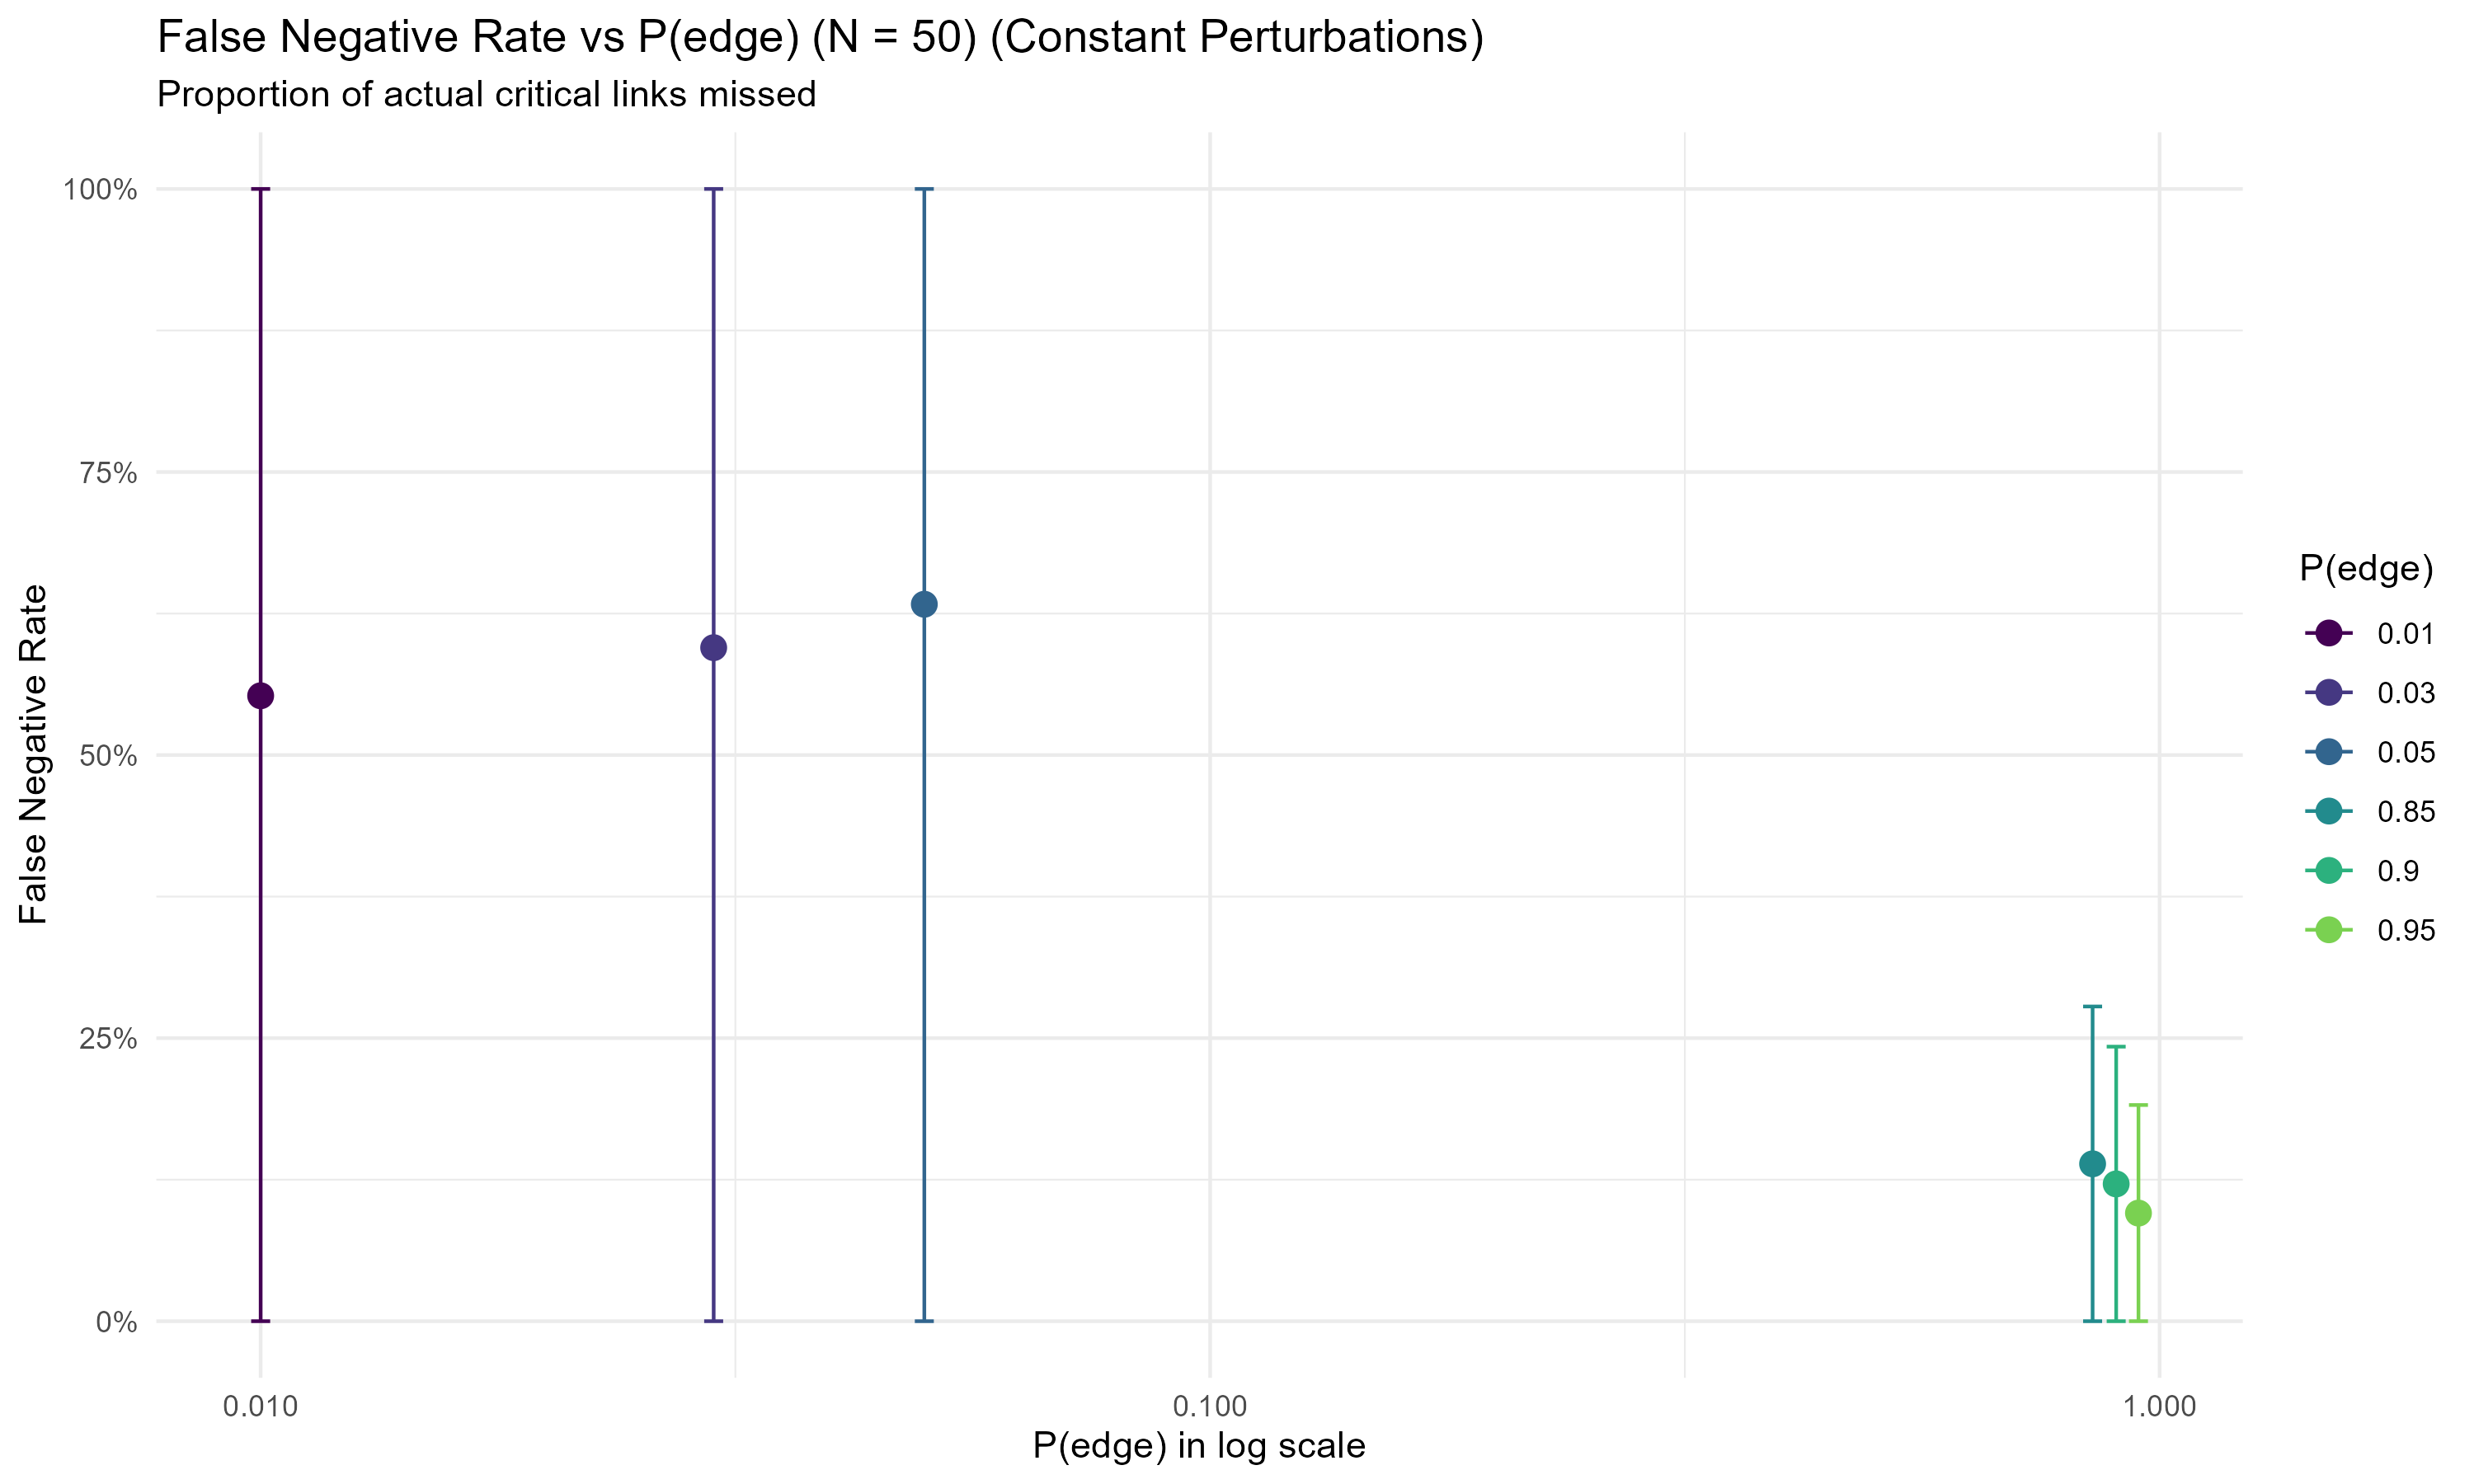 False Negative Rate vs P(edge) (N = 50) (Constant Perturbations)
Proportion of actual critical links missed
False Negative Rate
100%
75%
50%
25%
0%
0.010
0.100
1.000
P(edge) in log scale
P(edge)
0.01
0.03
0.05
0.85
0.9
0.95